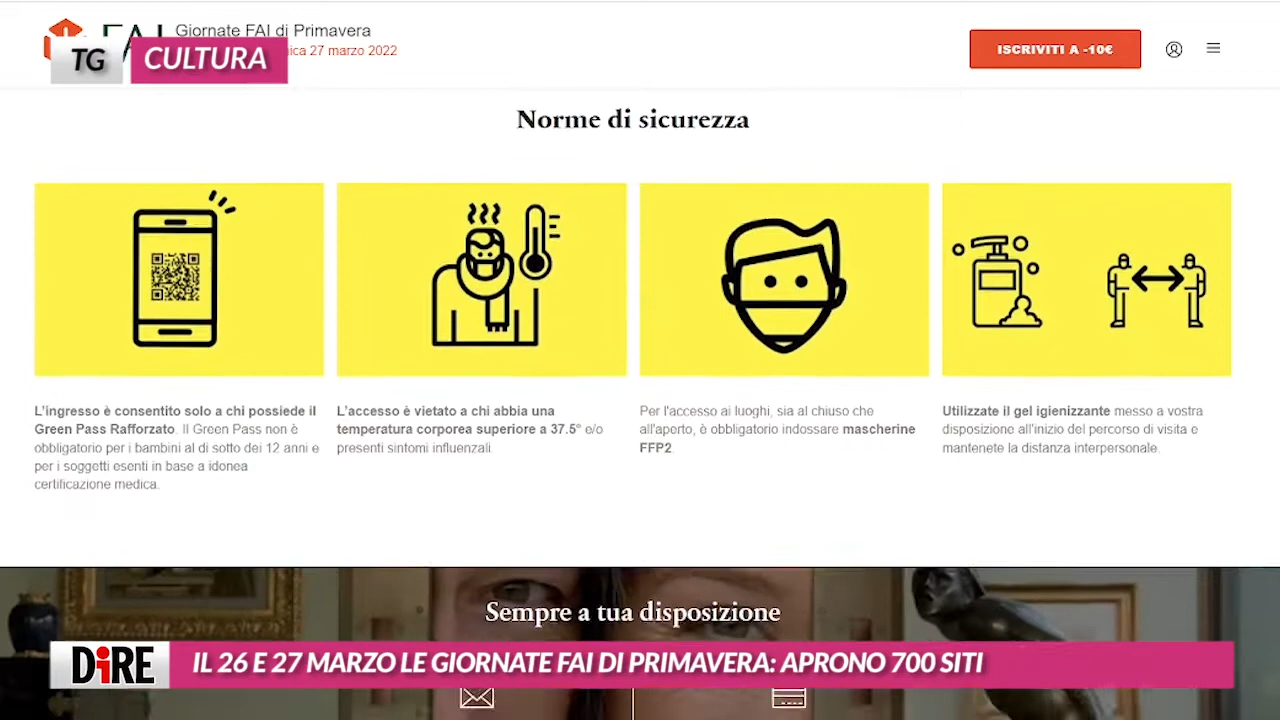 FAI
Giornate FAI di Primavera
nica 27 marzo 2022
TG CULTURA
ISCRIVITI A -10€
Norme di sicurezza
L'ingresso è consentito solo a chi possiede il
Green Pass Rafforzato. Il Green Pass non è
obbligatorio per i bambini al di sotto dei 12 anni e
per i soggetti esenti in base a idonea
certificazione medica.
L'accesso è vietato a chi abbia una
temperatura corporea superiore a 37.5° e/o
presenti sintomi influenzali
Per l'accesso ai luoghi, sia al chiuso che
all'aperto, è obbligatorio indossare mascherine
FFP2.
Utilizzate il gel igienizzante messo a vostra
disposizione all'inizio del percorso di visita e
mantenete la distanza interpersonale.
Sempre a tua disposizione
DiRE
IL 26 E 27 MARZO LE GIORNATE FAI DI PRIMAVERA: APRONO 700 SITI